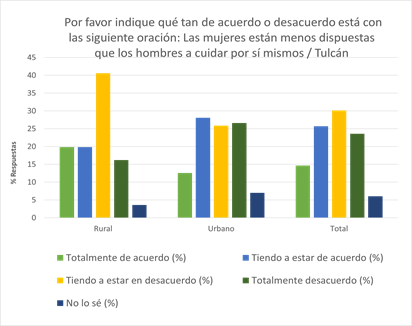 Por favor indique qué tan de acuerdo o desacuerdo está con
las siguiente oración: Las mujeres están menos dispuestas
que los hombres a cuidar por sí mismos / Tulcán
45
40
35
30
25
20
15
10
5
0
% Respuestas
Rural Urbano Total
Totalmente de acuerdo (%) Tiendo a estar de acuerdo (%)
Tiendo a estar en desacuerdo (%) Totalmente desacuerdo (%)
No lo sé (%)